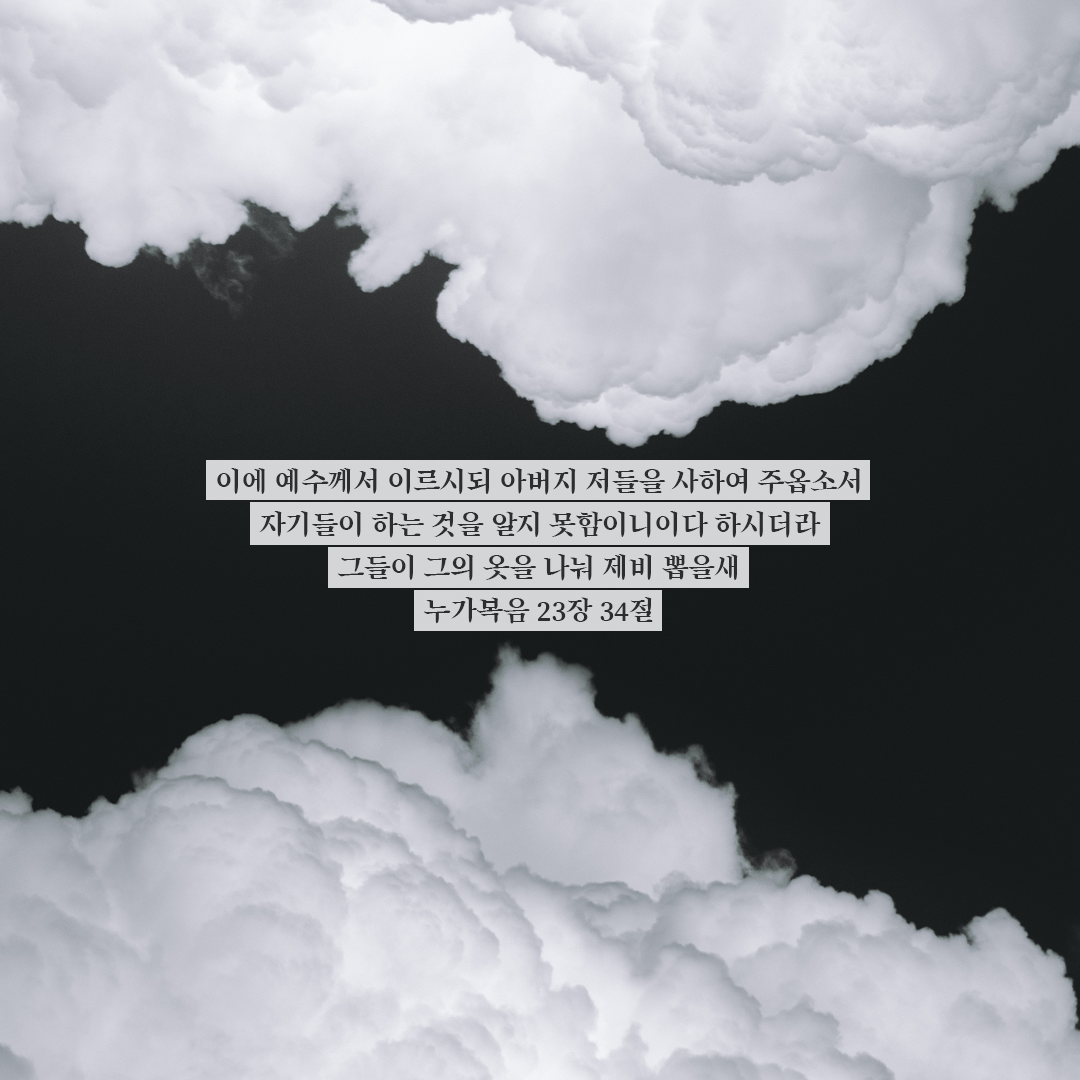 이에 예수께서 이르시되 아버지 저들을 사하여 주옵소서
자기들이 하는 것을 알지 못함이니이다 하시더라
그들이 그의 옷을 나눠 제비 뽑을새
누가복음 23장 34절